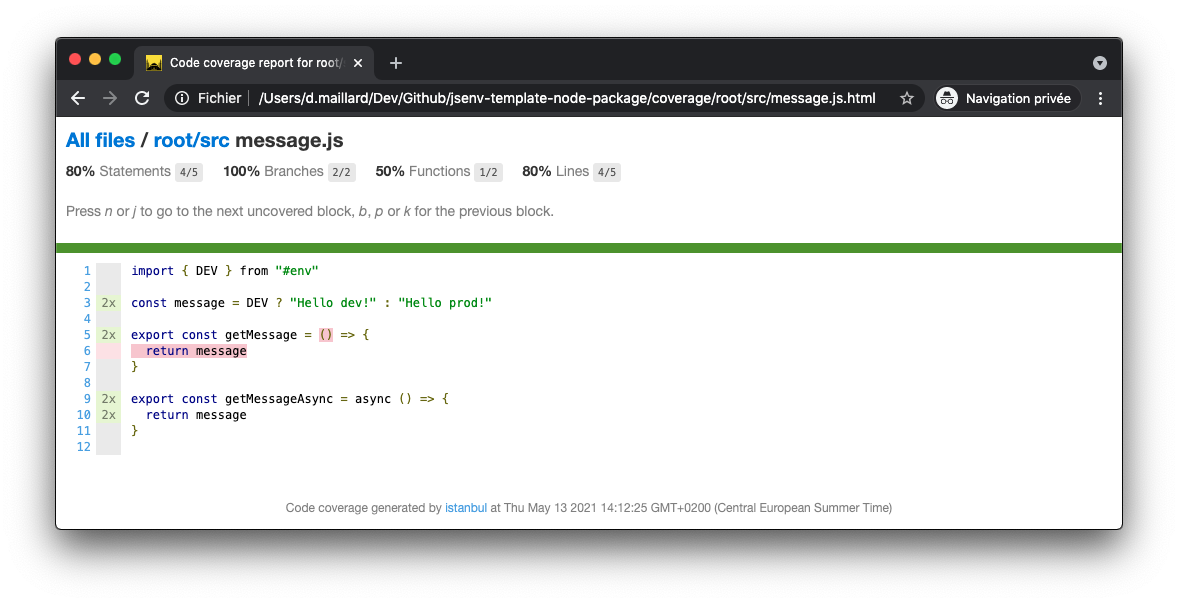 Code coverage report for root/
Fichier /Users/d.maillard/Dev/Github/jsenv-template-node-package/coverage/root/src/message.js.html Navigation privée
All files / root/src message.js
80% Statements 4/5 100% Branches 2/2 50% Functions 1/2 80% Lines 4/5
Press n or j to go to the next uncovered block, b, p or k for the previous block.
1 import { DEV } from "#env"
2
3 2x const message = DEV ? "Hello dev!" : "Hello prod!"
4
5 2x export const getMessage = () => {
6 return message
7 }
8
9 2x export const getMessageAsync = async () => {
10 2x return message
11 }
12
Code coverage generated by istanbul at Thu May 13 2021 14:12:25 GMT+0200 (Central European Summer Time)